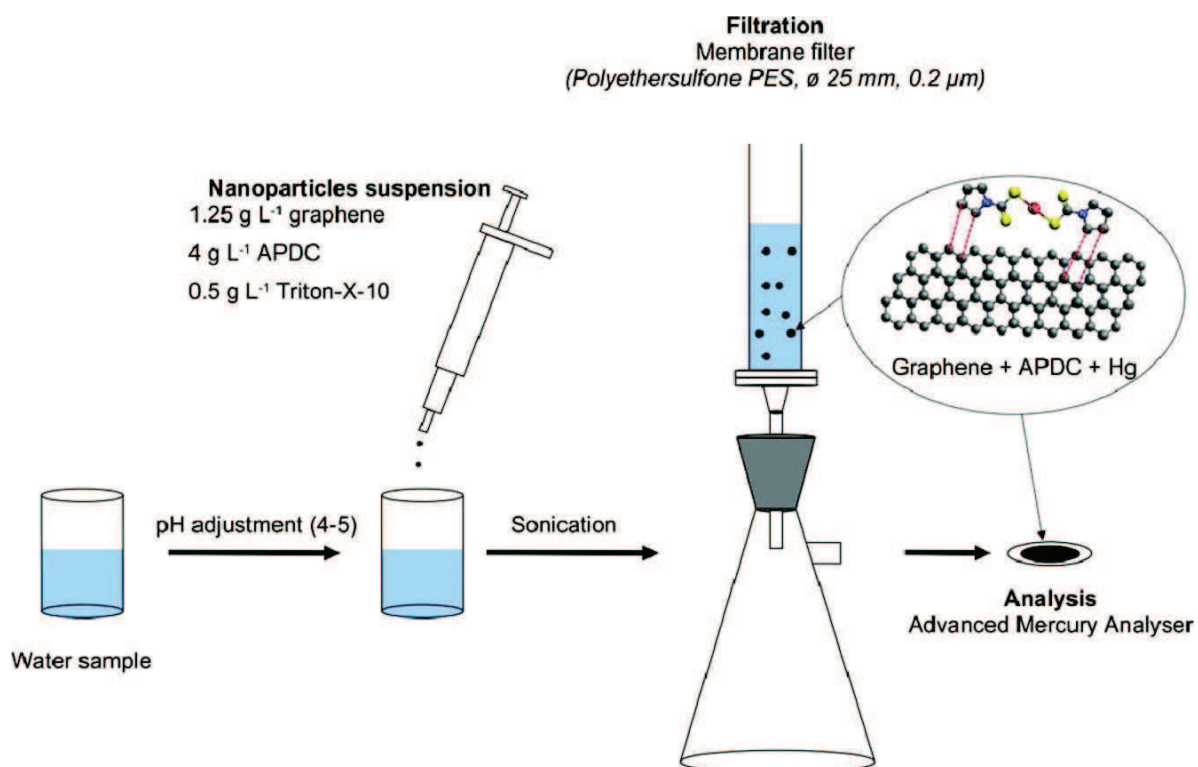 Filtration
Membrane filter
(Polyethersulfone PES, ø 25 mm, 0.2 µm)
Nanoparticles suspension
1.25 g L⁻¹ graphene
4 g L⁻¹ APDC
0.5 g L⁻¹ Triton-X-10
Graphene + APDC + Hg
pH adjustment (4-5)
Sonication
Water sample
Analysis
Advanced Mercury Analyser